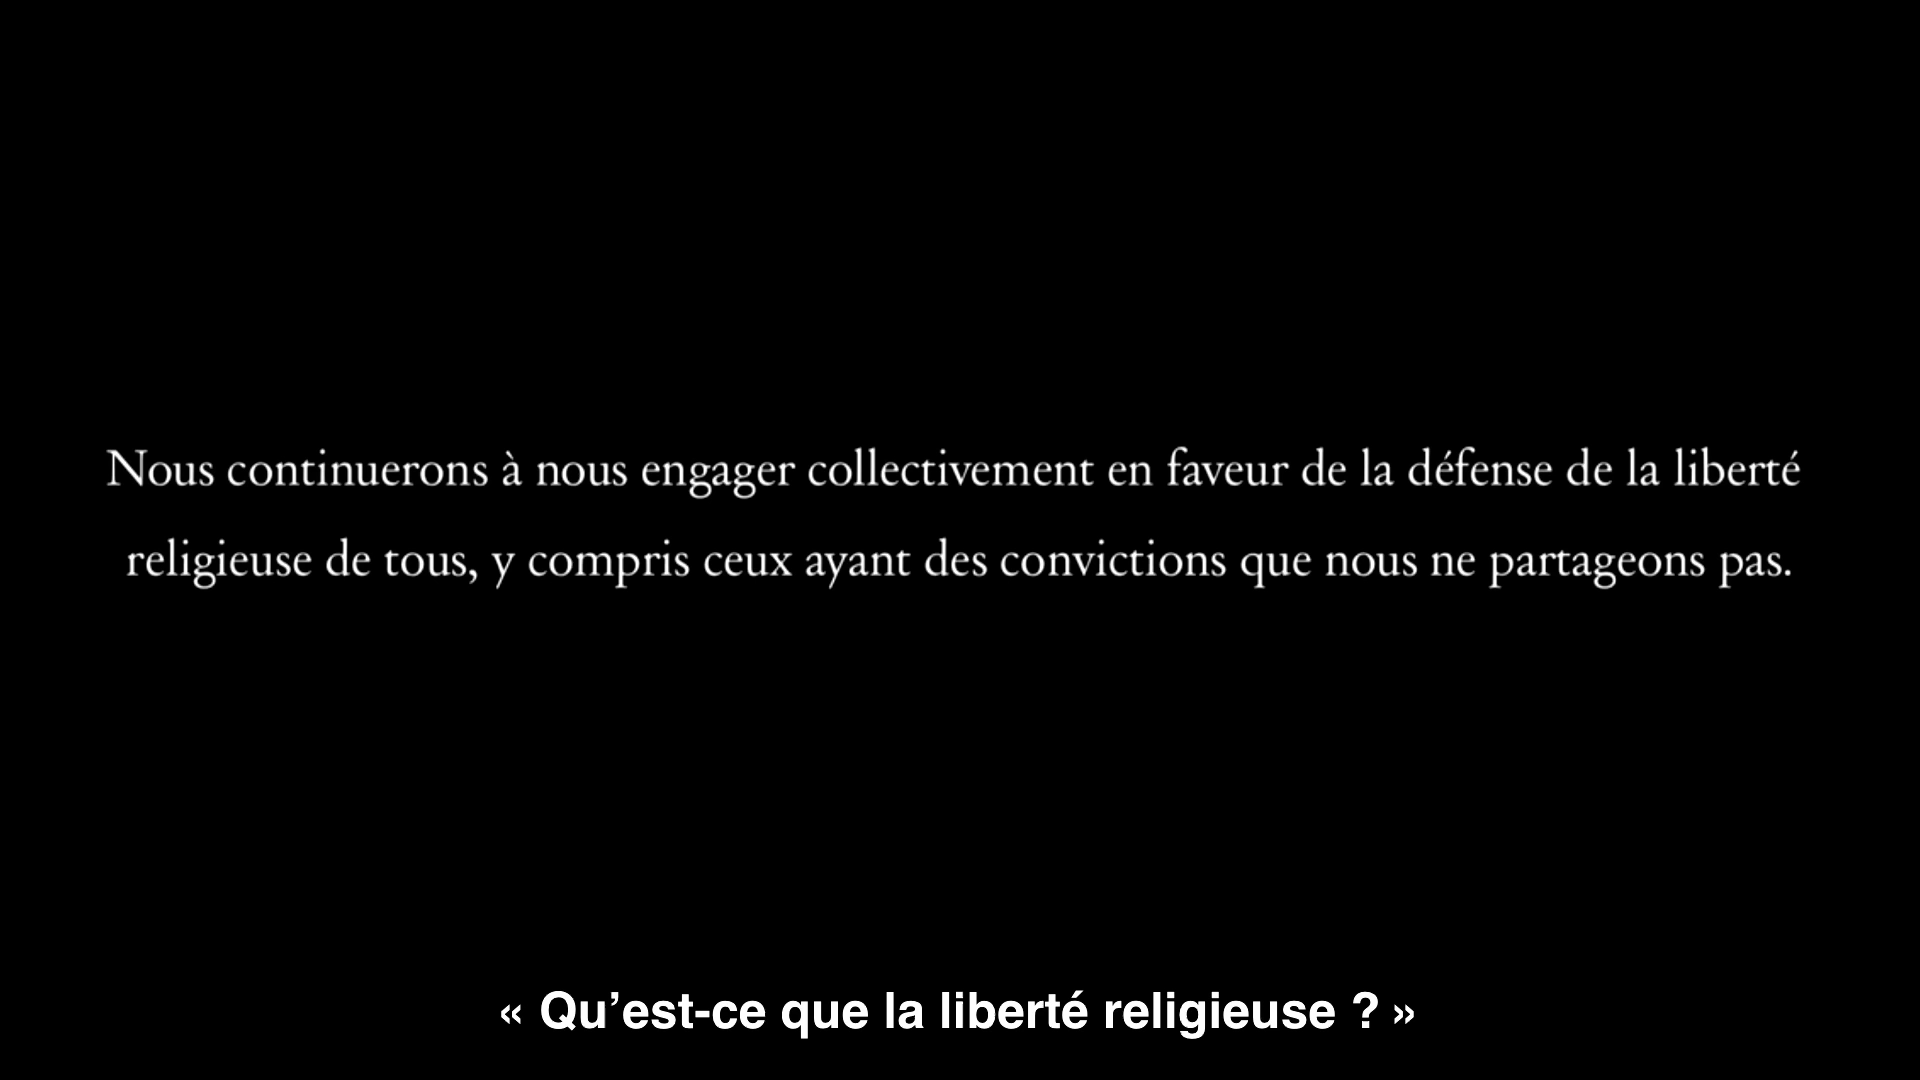 Nous continuerons à nous engager collectivement en faveur de la défense de la liberté
religieuse de tous, y compris ceux ayant des convictions que nous ne partageons pas.
« Qu’est-ce que la liberté religieuse ? »